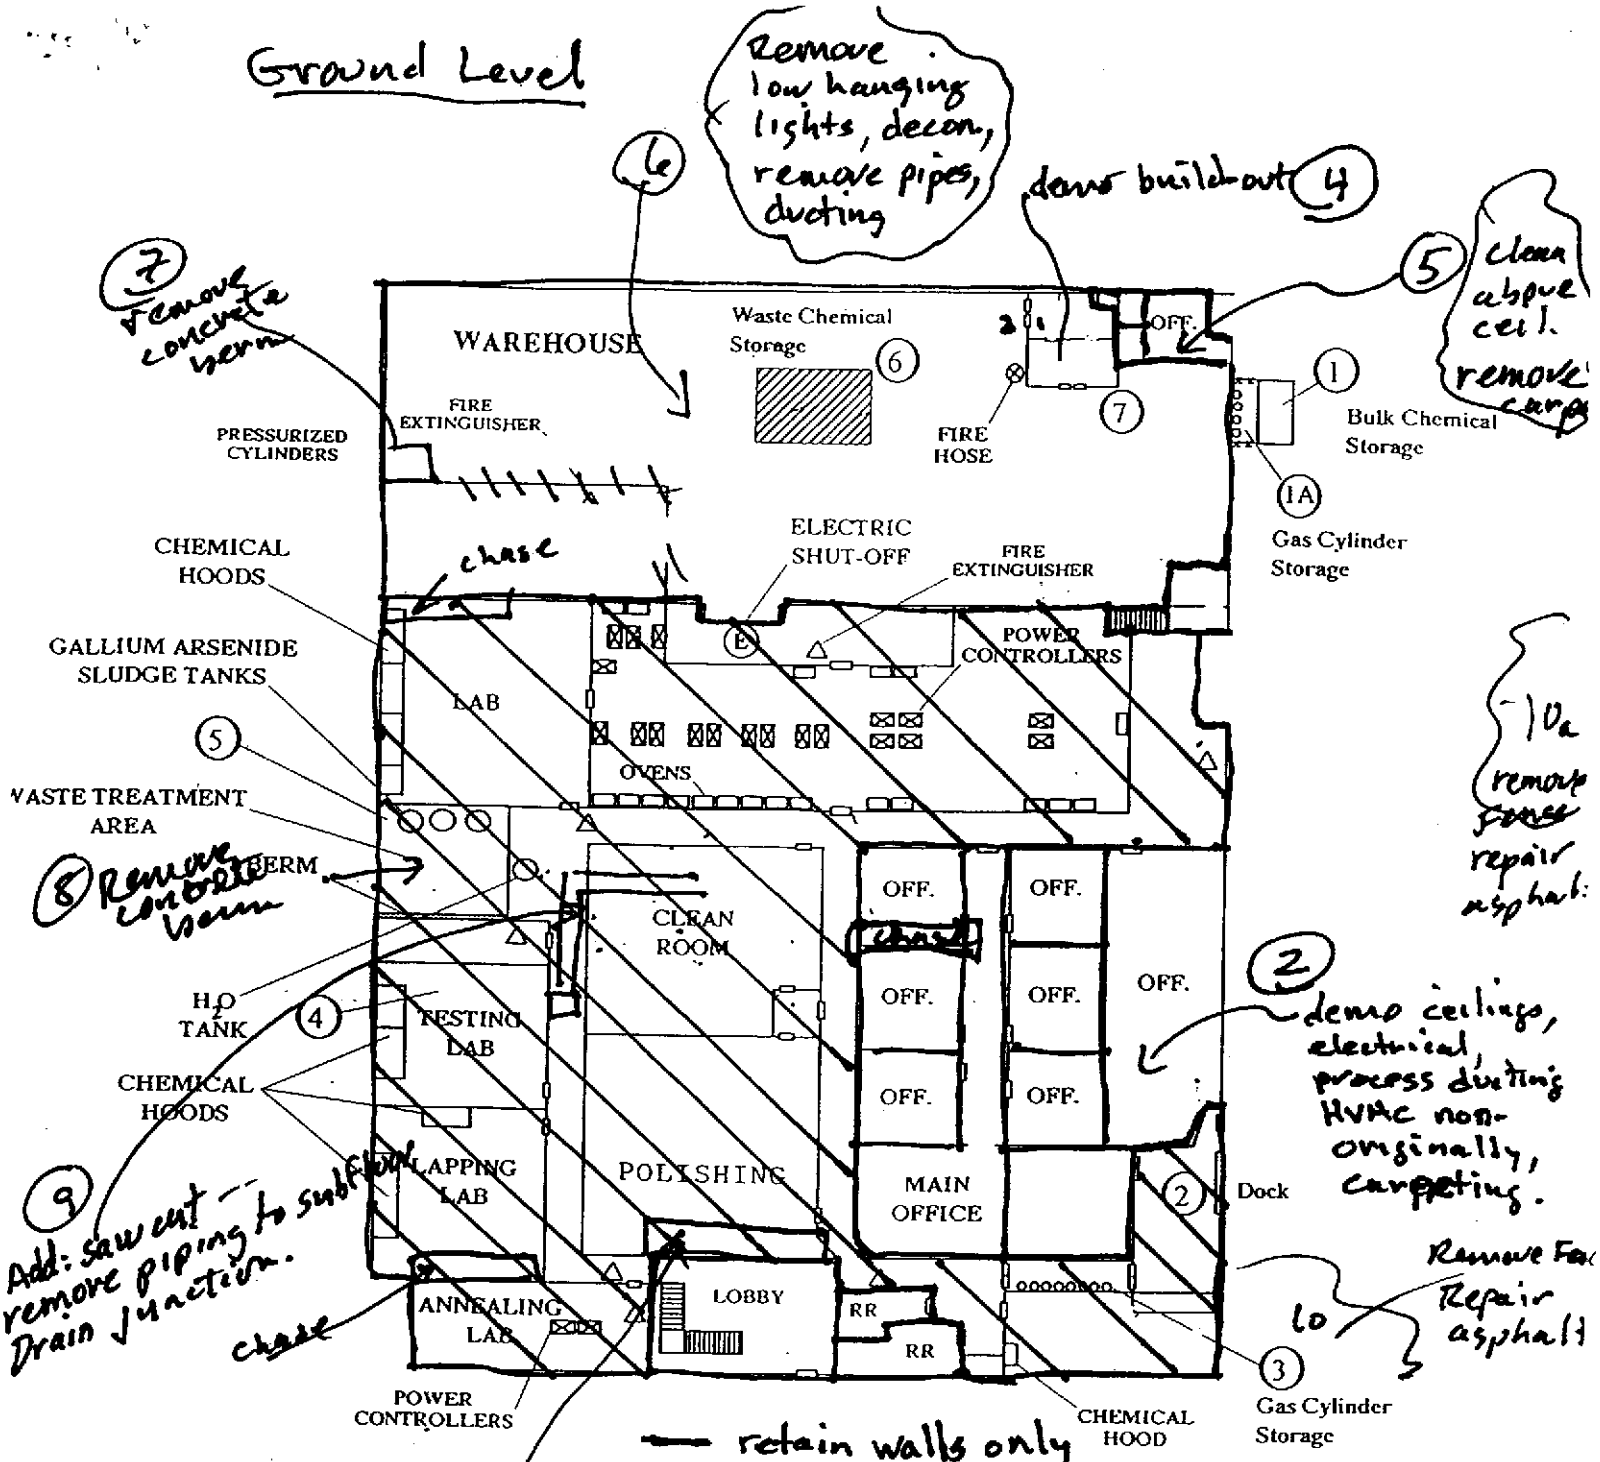 Ground Level
Remove
low hanging
lights, decon.,
remove pipes,
ducting
6
demo build-out 4
5
clean
above
ceil.
remove
7
remove
concrete
berm
WAREHOUSE
Waste Chemical
Storage
6
2 1
OFF.
1
Bulk Chemical
Storage
7
FIRE
EXTINGUISHER
PRESSURIZED
CYLINDERS
FIRE
HOSE
1A
Gas Cylinder
Storage
ELECTRIC
SHUT-OFF
FIRE
EXTINGUISHER
CHEMICAL
HOODS
chase
E
POWER
CONTROLLERS
GALLIUM ARSENIDE
SLUDGE TANKS
LAB
5
OVENS
10a
remove
repair
WASTE TREATMENT
AREA
BERM
8 Remove
concrete
berm
OFF.
OFF.
CLEAN
ROOM
chase
2
OFF.
OFF.
OFF.
H2O
TANK
4
TESTING
LAB
demo ceilings,
electrical,
process ducting
HVAC non-
originally,
carpeting.
CHEMICAL
HOODS
OFF.
OFF.
LAPPING
LAB
POLISHING
MAIN
OFFICE
2
Dock
9
Add: sawcut --
remove piping to subfloor
Drain junction.
Remove
Repair
asphalt
10
chase
ANNEALING
LAB
LOBBY
RR
RR
3
Gas Cylinder
Storage
POWER
CONTROLLERS
CHEMICAL
HOOD
retain walls only